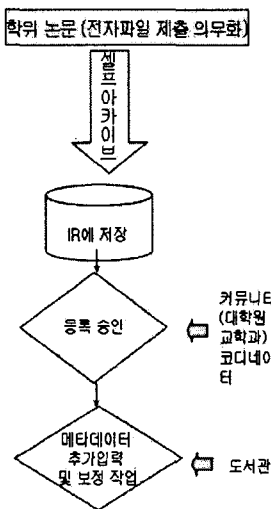 학위 논문 (전자파일 제출 의무화)
셀프 아카이브
IR에 저장
등록 승인
커뮤니티
(대학원
교학과)
코디네이
터
메타데이터
추가입력
및 보정 작업
도서관